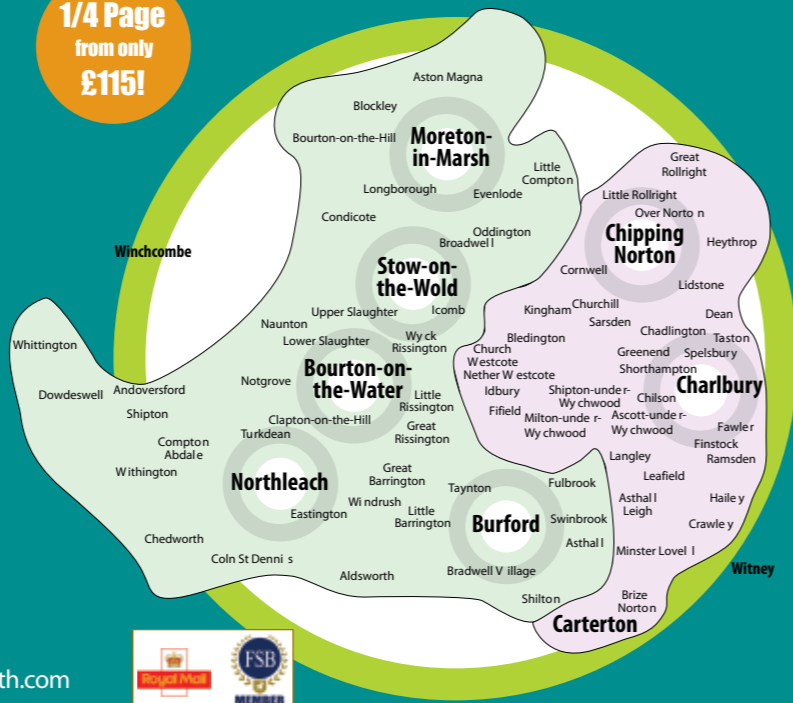 1/4 Page
from only
£115!
Aston Magna
Blockley
Bourton-on-the-Hill
Moreton-
in-Marsh
Great
Rollright
Little
Compton
Longborough
Evenlode
Little Rollright
Condicote
Over Norton
Oddington
Broadwell
Chipping
Norton
Heythrop
Winchcombe
Stow-on-
the-Wold
Cornwell
Lidstone
Upper Slaughter
Icomb
Kingham
Churchill
Sarsden
Dean
Naunton
Lower Slaughter
Wyck
Rissington
Bledington
Chadlington
Taston
Whittington
Church
Westcote
Greenend
Spelsbury
Bourton-on-
the-Water
Nether Westcote
Shorthampton
Charlbury
Notgrove
Dowdeswell
Andoversford
Idbury
Shipton-under-
Wychwood
Chilson
Little
Rissington
Fifield
Milton-under-
Wychwood
Ascott-under-
Wychwood
Shipton
Clapton-on-the-Hill
Turkdean
Great
Rissington
Fawler
Finstock
Ramsden
Compton
Abdale
Langley
Withington
Northleach
Great
Barrington
Taynton
Fulbrook
Leafield
Windrush
Little
Barrington
Eastington
Burford
Swinbrook
Asthall
Leigh
Hailey
Crawley
Chedworth
Asthall
Minster Lovell
Coln St Dennis
Aldsworth
Bradwell Village
Witney
Shilton
Brize
Norton
Carterton
th.com
Royal Mail
FSB
MEMBER